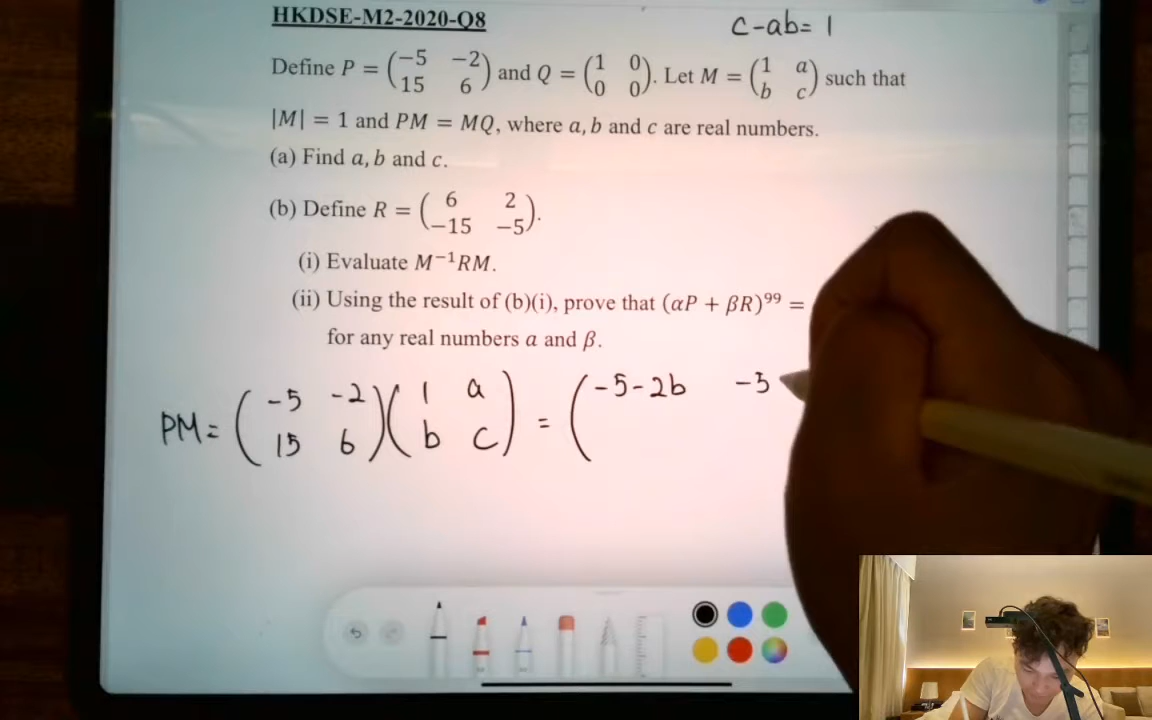 HKDSE-M2-2020-Q8
c-ab= 1
Define P = (−5 −2 15 6) and Q = (1 0 0 0). Let M = (1 a b c) such that
|M| = 1 and PM = MQ, where a, b and c are real numbers.
(a) Find a, b and c.
(b) Define R = (6 2 −15 −5).
(i) Evaluate M⁻¹RM.
(ii) Using the result of (b)(i), prove that (αP + βR)⁹⁹ =
for any real numbers α and β.
PM= (-5 -2 15 6)(1 a b c) = (-5-2b -5